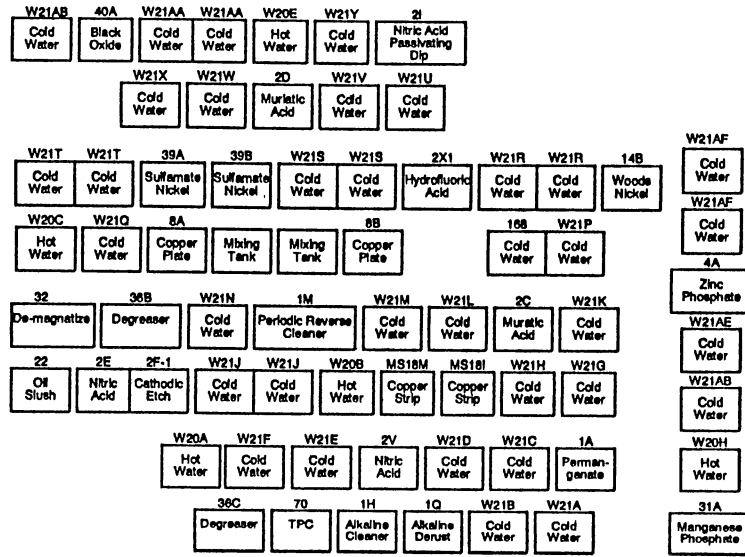 W21AB 40A W21AA W21AA W20E W21Y 2I
Cold Water Black Oxide Cold Water Cold Water Hot Water Cold Water Nitric Acid Passivating Dip
W21X W21W 2D W21V W21U
Cold Water Cold Water Muriatic Acid Cold Water Cold Water
W21T W21T 39A 39B W21S W21S 2X1 W21R W21R 14B
Cold Water Cold Water Sulfamate Nickel Sulfamate Nickel Cold Water Cold Water Hydrofluoric Acid Cold Water Cold Water Woods Nickel
W20C W21Q 8A 8B 168 W21P
Hot Water Cold Water Copper Plate Mixing Tank Mixing Tank Copper Plate Cold Water Cold Water
32 36B W21N 1M W21M W21L 2C W21K
De-magnatize Degreaser Cold Water Periodic Reverse Cleaner Cold Water Cold Water Muratic Acid Cold Water
22 2E 2F-1 W21J W21J W20B MS18M MS18I W21H W21G
Oil Slush Nitric Acid Cathodic Etch Cold Water Cold Water Hot Water Copper Strip Copper Strip Cold Water Cold Water
W20A W21F W21E 2V W21D W21C 1A
Hot Water Cold Water Cold Water Nitric Acid Cold Water Cold Water Perman-ganate
36C 70 1H 1Q W21B W21A
Degreaser TPC Alkaline Cleaner Alkaline Derust Cold Water Cold Water
W21AF
Cold Water
W21AF
Cold Water
4A
Zinc Phosphate
W21AE
Cold Water
W21AB
Cold Water
W20H
Hot Water
31A
Manganese Phosphate